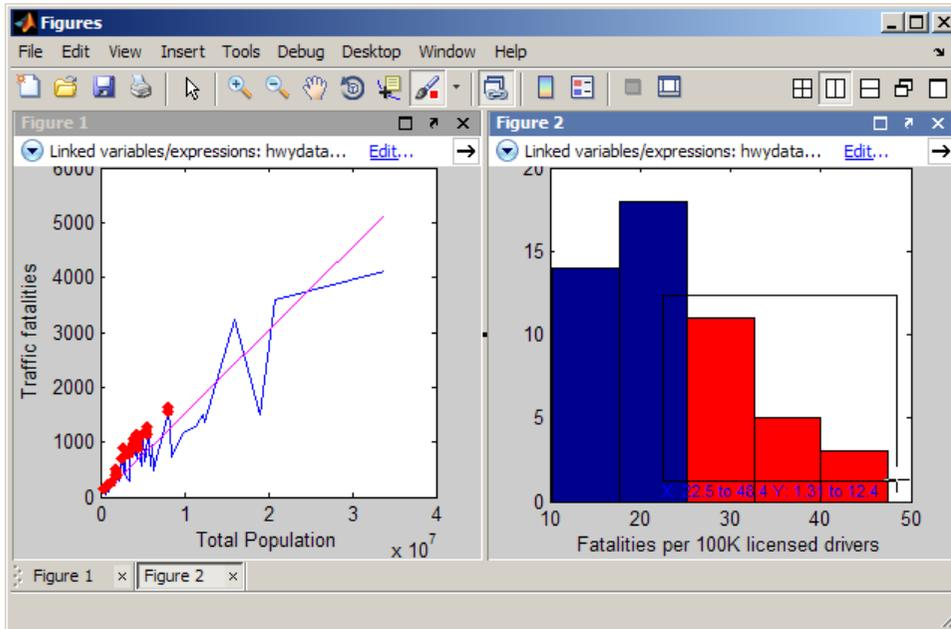 Figures
File Edit View Insert Tools Debug Desktop Window Help
Figure 1
Linked variables/expressions: hwydata... Edit...
6000
5000
4000
3000
2000
1000
0
Traffic fatalities
0 1 2 3 4
Total Population
x 10^7
Figure 2
Linked variables/expressions: hwydata... Edit...
20
15
10
5
0
X: 22.5 to 48.4 Y: 1.31 to 12.4
10 20 30 40 50
Fatalities per 100K licensed drivers
Figure 1 × Figure 2 ×